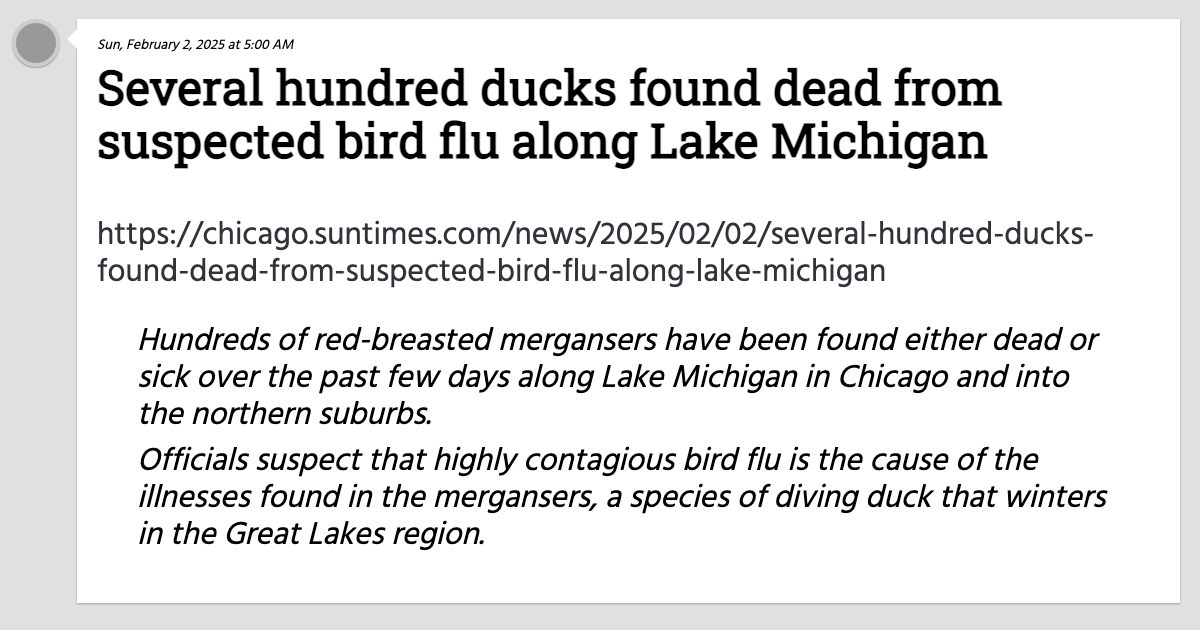 Sun, February 2, 2025 at 5:00 AM
Several hundred ducks found dead from
suspected bird flu along Lake Michigan
https://chicago.suntimes.com/news/2025/02/02/several-hundred-ducks-
found-dead-from-suspected-bird-flu-along-lake-michigan
Hundreds of red-breasted mergansers have been found either dead or
sick over the past few days along Lake Michigan in Chicago and into
the northern suburbs.
Officials suspect that highly contagious bird flu is the cause of the
illnesses found in the mergansers, a species of diving duck that winters
in the Great Lakes region.